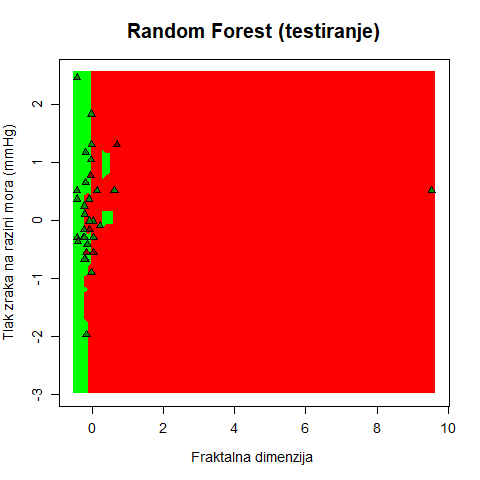 Random Forest (testiranje)
Tlak zraka na razini mora (mmHg)
2
1
0
-1
-2
-3
0 2 4 6 8 10
Fraktalna dimenzija